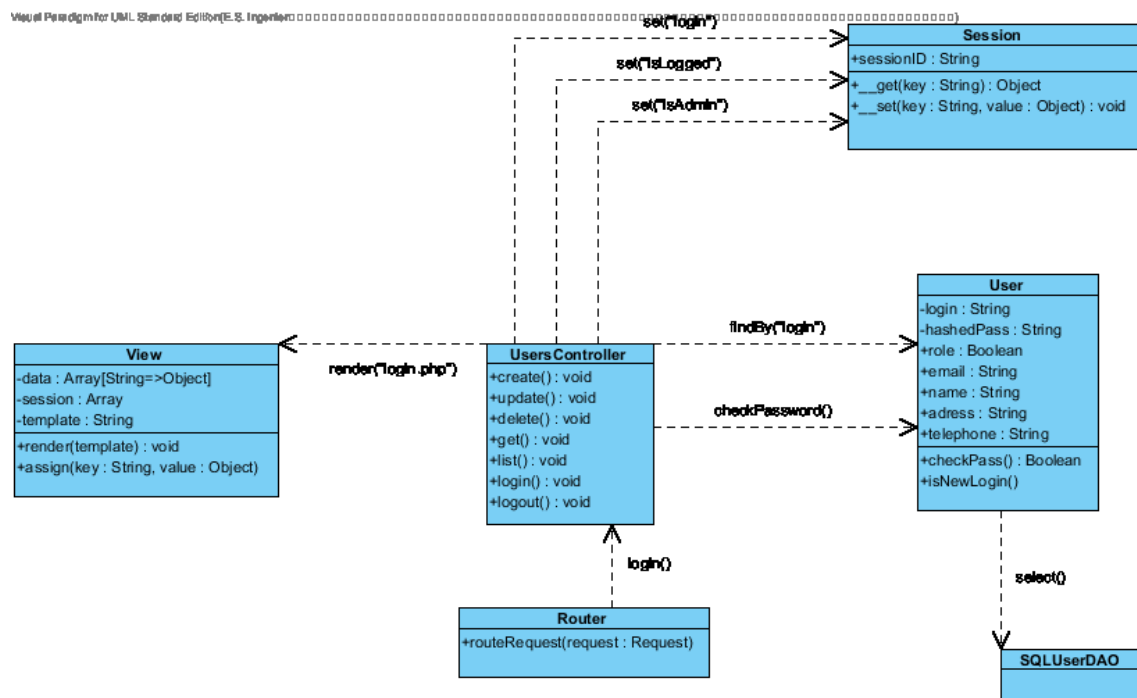 Visual Paradigm for UML Standard Edition(E.S. Ingenier
set("login")
Session
+sessionID : String
set("isLogged")
+__get(key : String) : Object
+__set(key : String, value : Object) : void
set("isAdmin")
User
-login : String
-hashedPass : String
+role : Boolean
+email : String
+name : String
+adress : String
+telephone : String
+checkPass() : Boolean
+isNewLogin()
findBy("login")
checkPassword()
View
-data : Array[String=>Object]
-session : Array
-template : String
+render(template) : void
+assign(key : String, value : Object)
render("login.php")
UsersController
+create() : void
+update() : void
+delete() : void
+get() : void
+list() : void
+login() : void
+logout() : void
login()
select()
Router
+routeRequest(request : Request)
SQLUserDAO